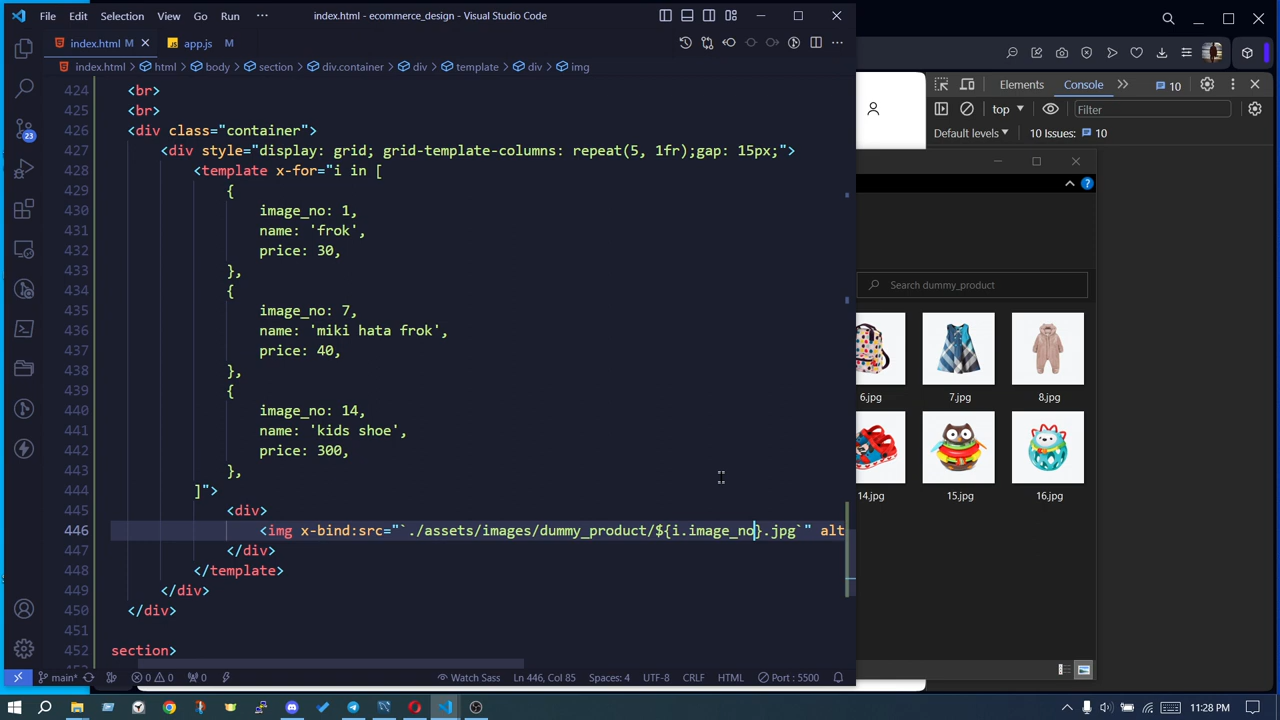 File Edit Selection View Go Run ··· index.html - ecommerce_design - Visual Studio Code
index.html M app.js M
index.html > html > body > section > div.container > div > template > div > img
424 <br>
425 <br>
426 <div class="container">
427 <div style="display: grid; grid-template-columns: repeat(5, 1fr);gap: 15px;">
428 <template x-for="i in [
429 {
430 image_no: 1,
431 name: 'frok',
432 price: 30,
433 },
434 {
435 image_no: 7,
436 name: 'miki hata frok',
437 price: 40,
438 },
439 {
440 image_no: 14,
441 name: 'kids shoe',
442 price: 300,
443 },
444 ]">
445 <div>
446 <img x-bind:src="`./assets/images/dummy_product/${i.image_no}.jpg`" alt
447 </div>
448 </template>
449 </div>
450 </div>
451
452 section>
23
main 0 0 0 Watch Sass Ln 446, Col 85 Spaces: 4 UTF-8 CRLF HTML Port : 5500
Elements Console 10
top Filter
Default levels 10 Issues: 10
Search dummy_product
6.jpg 7.jpg 8.jpg
14.jpg 15.jpg 16.jpg
11:28 PM